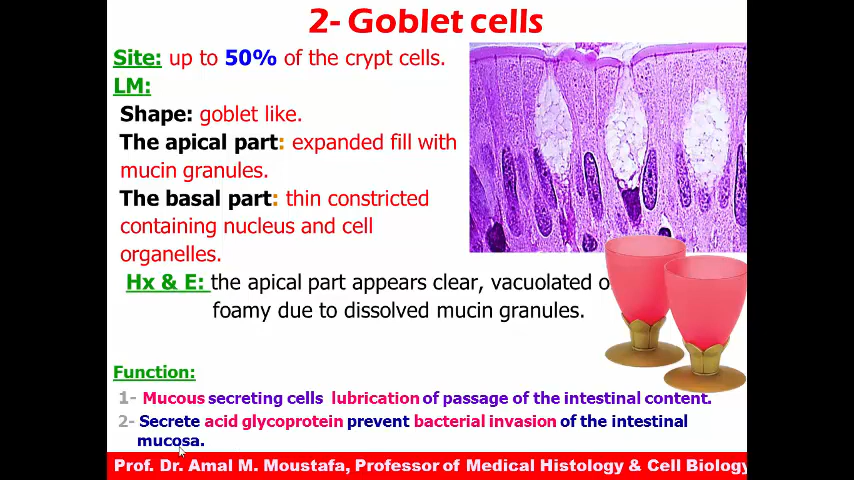 2- Goblet cells
Site: up to 50% of the crypt cells.
LM:
Shape: goblet like.
The apical part: expanded fill with
mucin granules.
The basal part: thin constricted
containing nucleus and cell
organelles.
Hx & E: the apical part appears clear, vacuolated o
foamy due to dissolved mucin granules.
Function:
1- Mucous secreting cells lubrication of passage of the intestinal content.
2- Secrete acid glycoprotein prevent bacterial invasion of the intestinal
mucosa.
Prof. Dr. Amal M. Moustafa, Professor of Medical Histology & Cell Biology